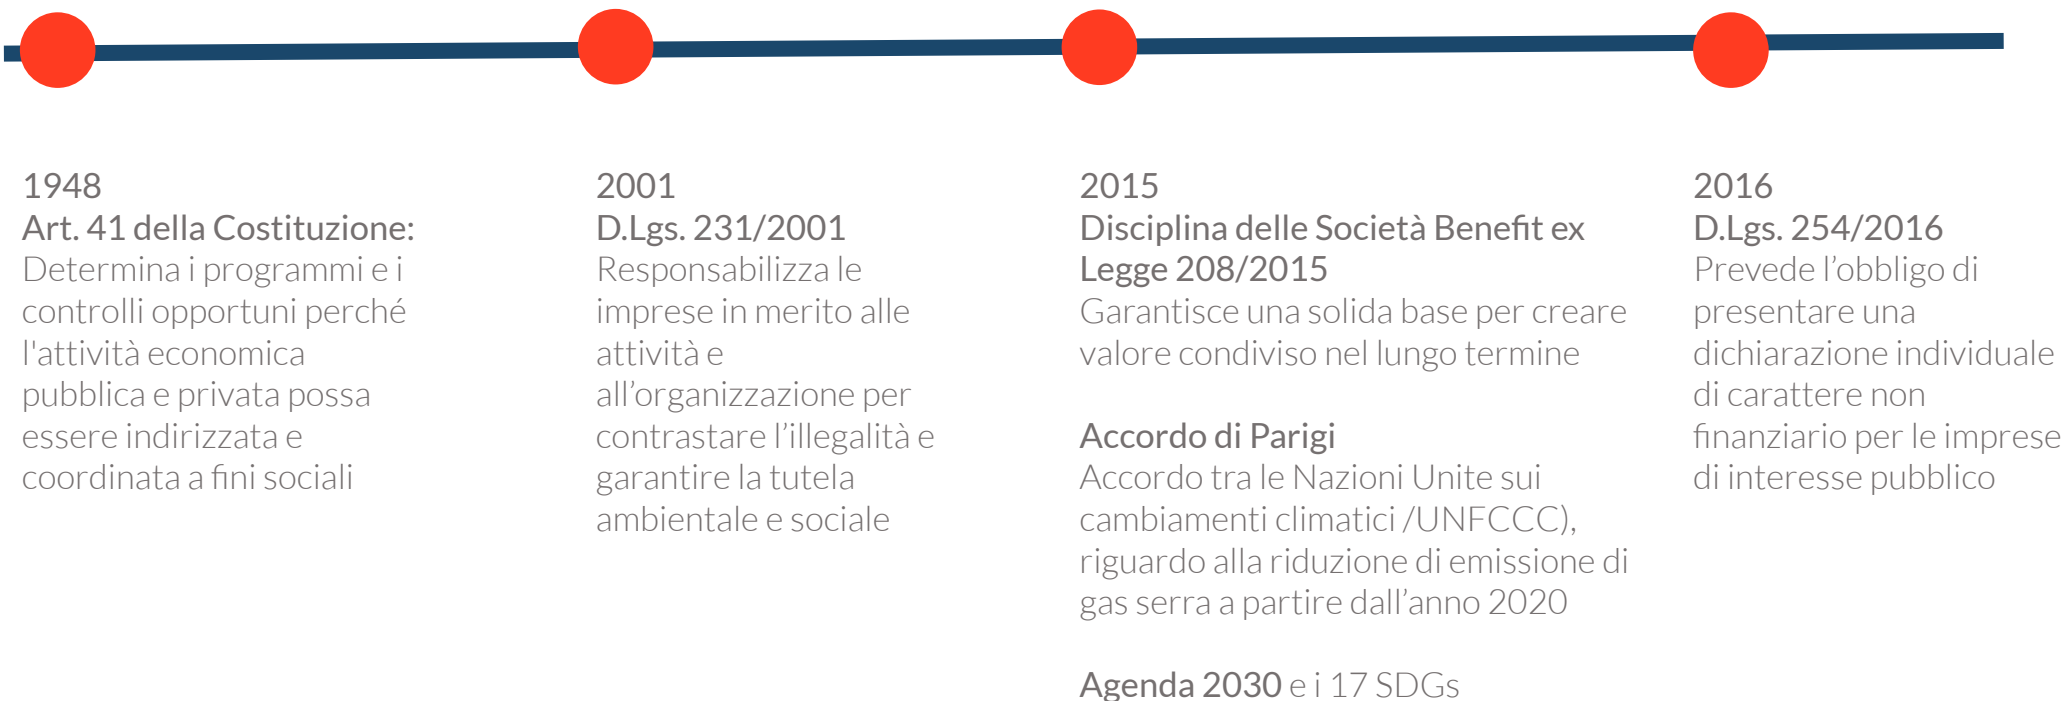 1948
Art. 41 della Costituzione:
Determina i programmi e i
controlli opportuni perché
l'attività economica
pubblica e privata possa
essere indirizzata e
coordinata a fini sociali
2001
D.Lgs. 231/2001
Responsabilizza le
imprese in merito alle
attività e
all’organizzazione per
contrastare l’illegalità e
garantire la tutela
ambientale e sociale
2015
Disciplina delle Società Benefit ex
Legge 208/2015
Garantisce una solida base per creare
valore condiviso nel lungo termine
Accordo di Parigi
Accordo tra le Nazioni Unite sui
cambiamenti climatici /UNFCCC),
riguardo alla riduzione di emissione di
gas serra a partire dall’anno 2020
Agenda 2030 e i 17 SDGs
2016
D.Lgs. 254/2016
Prevede l’obbligo di
presentare una
dichiarazione individuale
di carattere non
finanziario per le imprese
di interesse pubblico